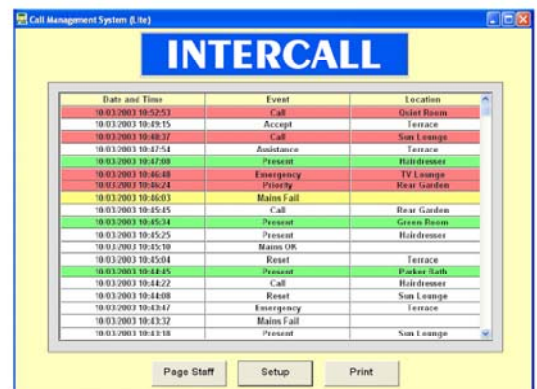 Call Management System (Lite)
INTERCALL
Date and Time Event Location
10/03/2003 10:52:53 Call Quiet Room
10/03/2003 10:49:15 Accept Terrace
10/03/2003 10:48:37 Call Sun Lounge
10/03/2003 10:47:54 Assistance Terrace
10/03/2003 10:47:08 Present Hairdresser
10/03/2003 10:46:48 Emergency TV Lounge
10/03/2003 10:46:24 Priority Rear Garden
10/03/2003 10:46:03 Mains Fail
10/03/2003 10:45:45 Call Rear Garden
10/03/2003 10:45:34 Present Green Room
10/03/2003 10:45:25 Present Hairdresser
10/03/2003 10:45:10 Mains OK
10/03/2003 10:45:04 Reset Terrace
10/03/2003 10:44:45 Present Parker Bath
10/03/2003 10:44:22 Call Hairdresser
10/03/2003 10:44:08 Reset Sun Lounge
10/03/2003 10:43:47 Emergency Terrace
10/03/2003 10:43:32 Mains Fail
10/03/2003 10:43:18 Present Sun Lounge
Page Staff Setup Print